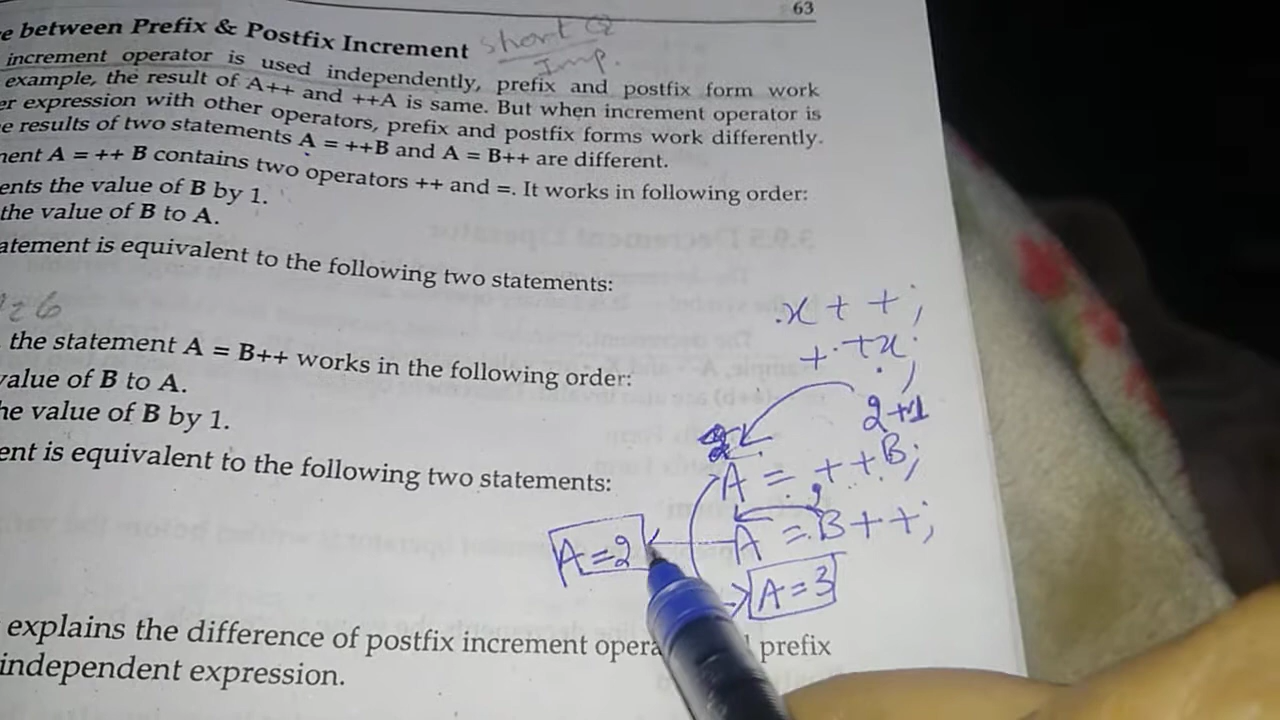 63
e between Prefix & Postfix Increment short Q
Imp.
increment operator is used independently, prefix and postfix form work
example, the result of A++ and ++A is same. But when increment operator is
er expression with other operators, prefix and postfix forms work differently.
e results of two statements A = ++B and A = B++ are different.
ment A = ++ B contains two operators ++ and =. It works in following order:
ents the value of B by 1.
the value of B to A.
atement is equivalent to the following two statements:
the statement A = B++ works in the following order:
value of B to A.
he value of B by 1.
ent is equivalent to the following two statements:
x + + ;
+ + x ;
2+1
A = + + B;
2
A = B + + ;
A = 2
A = 3
explains the difference of postfix increment opera prefix
independent expression.